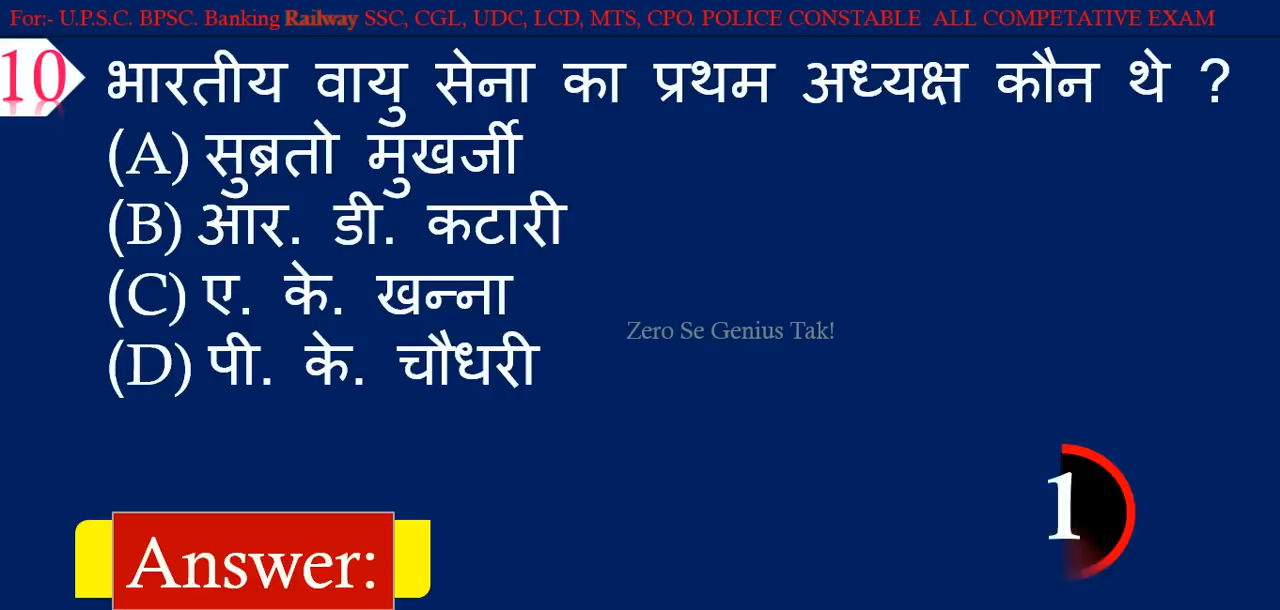 For:- U.P.S.C. BPSC. Banking Railway SSC, CGL, UDC, LCD, MTS, CPO. POLICE CONSTABLE ALL COMPETATIVE EXAM
10 भारतीय वायु सेना का प्रथम अध्यक्ष कौन थे ?
(A) सुब्रतो मुखर्जी
(B) आर. डी. कटारी
(C) ए. के. खन्ना
Zero Se Genius Tak!
(D) पी. के. चौधरी
1
Answer: